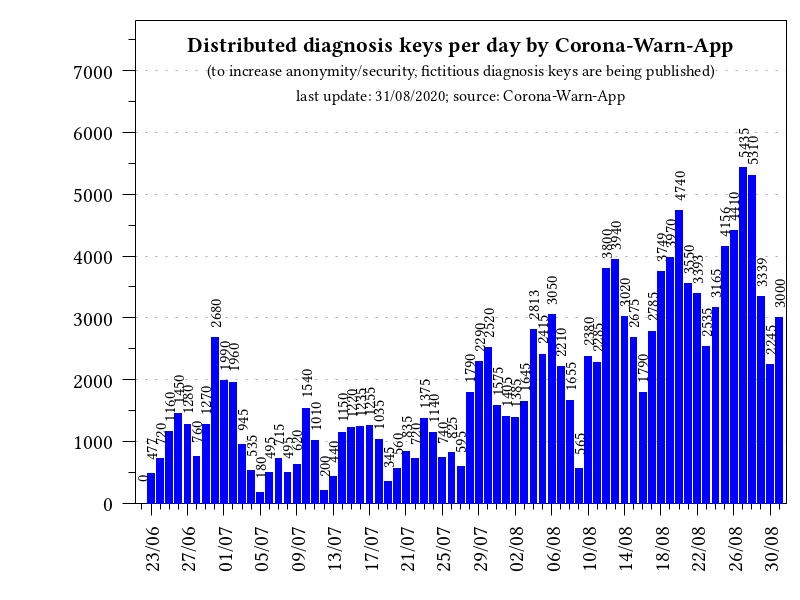 Distributed diagnosis keys per day by Corona-Warn-App
(to increase anonymity/security, fictitious diagnosis keys are being published)
last update: 31/08/2020; source: Corona-Warn-App
7000
6000
5000
4000
3000
2000
1000
0
0 477 720 1160 1450 1280 760 1270 2680 1990 1960 945 535 180 495 715 495 620 1540 1010 200 440 1150 1220 1235 1255 1035 345 560 835 720 1375 1140 740 825 595 1790 2290 2520 1575 1405 1385 1645 2813 2415 3050 2210 1655 565 2380 2285 3800 3940 3020 2675 1790 2785 3749 3970 4740 3550 3393 2535 3165 4156 4410 5435 5310 3339 2245 3000
23/06 27/06 01/07 05/07 09/07 13/07 17/07 21/07 25/07 29/07 02/08 06/08 10/08 14/08 18/08 22/08 26/08 30/08